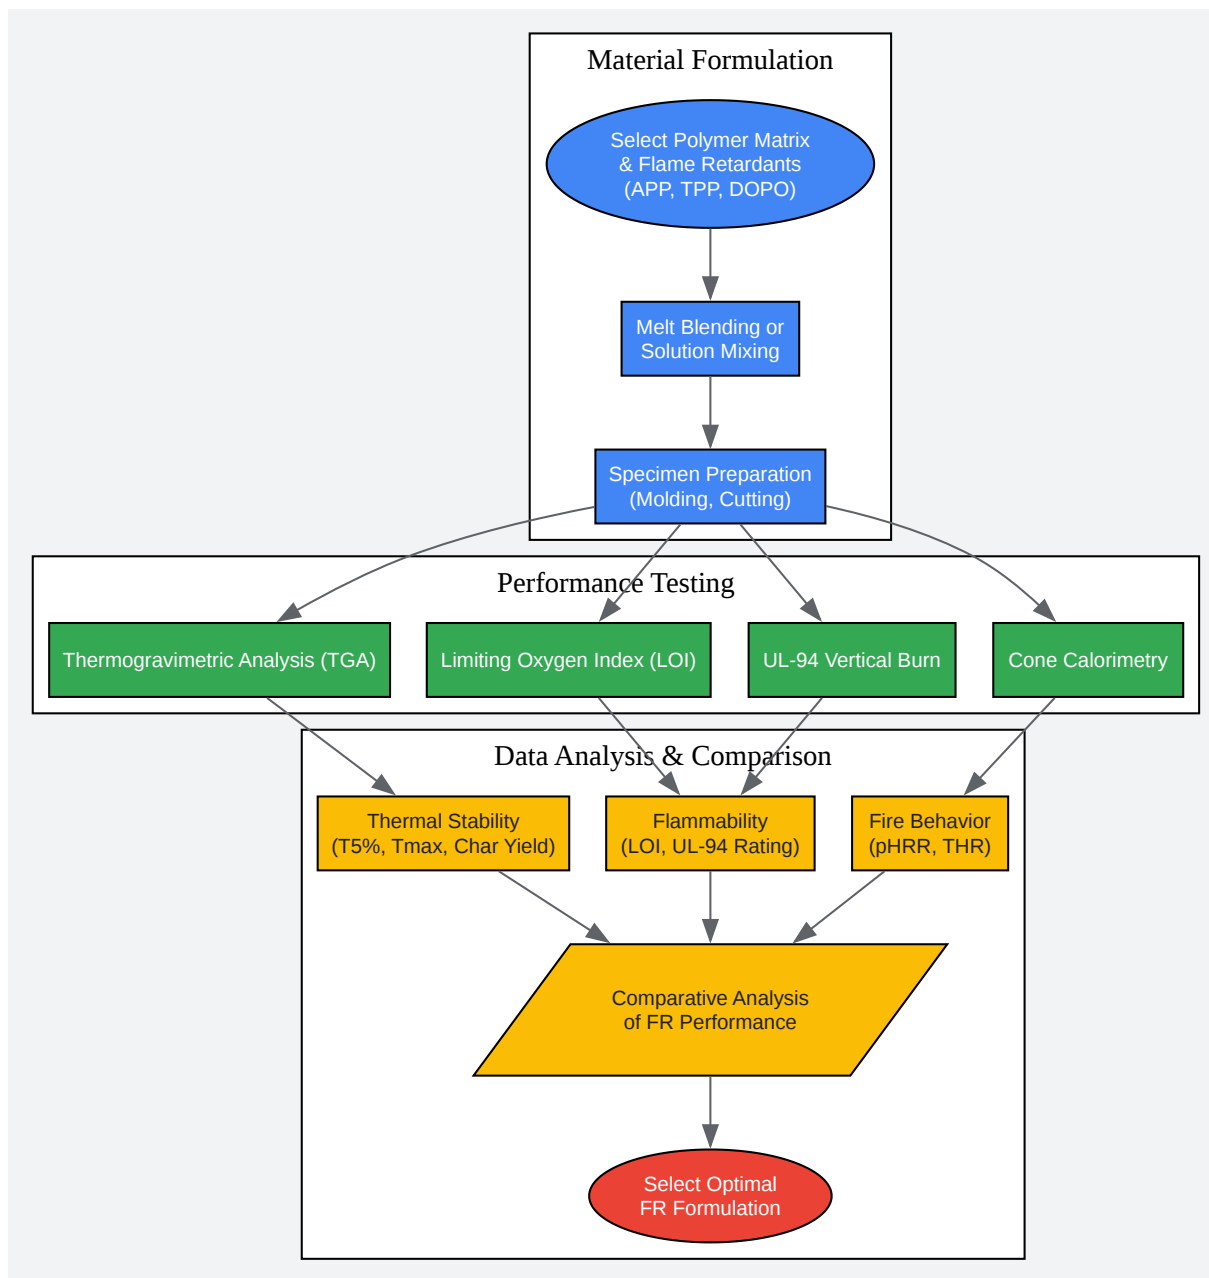 Material Formulation
Select Polymer Matrix
& Flame Retardants
(APP, TPP, DOPO)
Melt Blending or
Solution Mixing
Specimen Preparation
(Molding, Cutting)
Performance Testing
Thermogravimetric Analysis (TGA)
Limiting Oxygen Index (LOI)
UL-94 Vertical Burn
Cone Calorimetry
Data Analysis & Comparison
Thermal Stability
(T5%, Tmax, Char Yield)
Flammability
(LOI, UL-94 Rating)
Fire Behavior
(pHRR, THR)
Comparative Analysis
of FR Performance
Select Optimal
FR Formulation